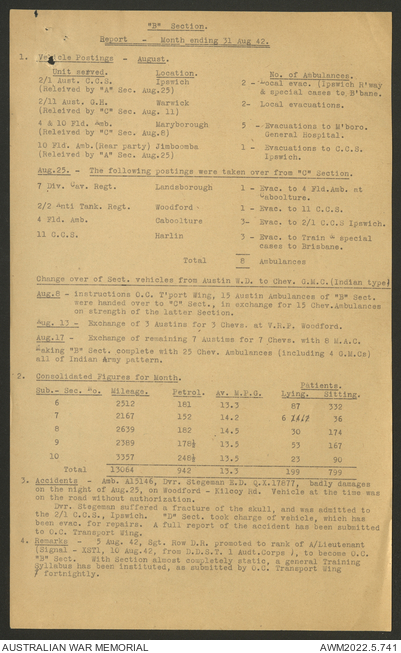 "B" Section.
Report - Month ending 31 Aug 42.
1. Vehicle Postings - August.
Unit served. Location. No. of Ambulances.
2/1 Aust. C.C.S. Ipswich 2 - Local evac. (Ipswich R'way
(Releived by "A" Sec. Aug.25) & special cases to B'bane.
2/11 Aust. G.H. Warwick 2- Local evacuations.
(Releived by "C" Sec. Aug. 11)
4 & 10 Fld. Amb. Maryborough 5 - Evacuations to M'boro.
(Releived by "C" Sec. Aug.8) General Hospital.
10 Fld. Amb.(Rear party) Jimboomba 1 - Evacuations to C.C.S.
(Releived by "A" Sec. Aug.25) Ipswich.
Aug.25. - The following postings were taken over from "C" Section.
7 Div. Cav. Regt. Landsborough 1 - Evac. to 4 Fld.Amb. at
Caboolture.
2/2 Anti Tank. Regt. Woodford 1 - Evac. to 11 C.C.S.
4 Fld. Amb. Caboolture 3- Evac. to 2/1 C.C.S Ipswich.
11 C.C.S. Harlin 3 - Evac. to Train & special
cases to Brisbane.
Total 8 Ambulances
Change over of Sect. vehicles from Austin W.D. to Chev. G.M.C.(Indian type)
Aug.8 - instructions O.C. T'port Wing, 15 Austin Ambulances of "B" Sect.
were handed over to "C" Sect., in exchange for 15 Chev.Ambulances
on strength of the latter Section.
Aug. 13 - Exchange of 3 Austins for 3 Chevs. at V.R.P. Woodford.
Aug.17 - Exchange of remaining 7 Austins for 7 Chevs. with 8 M.A.C.
Making "B" Sect. complete with 25 Chev. Ambulances (including 4 G.M.Cs)
all of Indian Army pattern.
2. Consolidated Figures for Month.
Patients.
Sub.- Sec. No. Mileage. Petrol. Av. M.P.G. Lying. Sitting.
6 2512 181 13.3 87 332
7 2167 152 14.2 6 36
8 2639 182 14.5 30 174
9 2389 178½ 13.5 53 167
10 3357 248½ 13.5 23 90
Total 13064 942 13.5 199 799
3. Accidents - Amb. A15146, Dvr. Stegeman R.D. Q.X.17877, badly damages
on the night of Aug.25, on Woodford - Kilcoy Rd. Vehicle at the time was
on the road without authorization.
Dvr. Stegeman suffered a fracture of the skull, and was admitted to
the 2/1 C.C.S., Ipswich. "D" Sect. took charge of vehicle, which has
been evac. for repairs. A full report of the accident has been submitted
to O.C. Transport Wing.
4. Remarks - 5 Aug. 42, Sgt. Row D.H. promoted to rank of A/Lieutenant
(Signal - XST1, 10 Aug.42, from D.D.S.T. 1 Audt.Corps ), to become O.C.
"B" Sect. With Section almost completely static, a general Training
Syllabus has been instituted, as submitted by O.C. Transport Wing
fortnightly.
AUSTRALIAN WAR MEMORIAL AWM2022.5.741